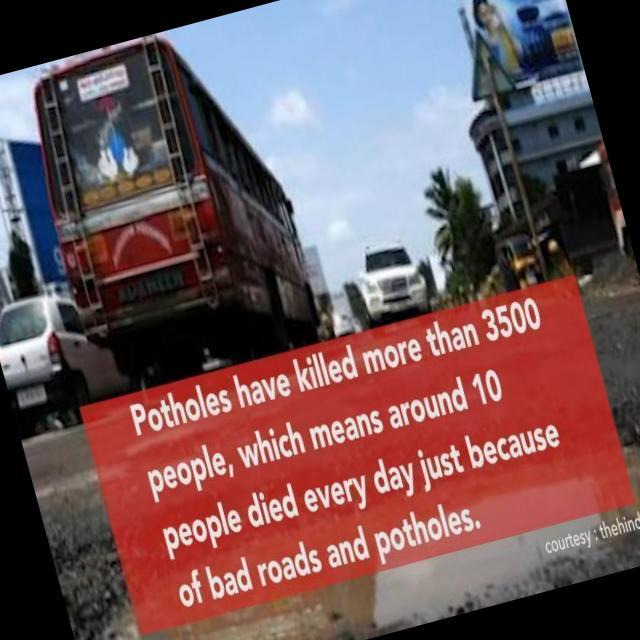 Potholes have killed more than 3500
people, which means around 10
people died every day just because
of bad roads and potholes.
courtesy : thehind